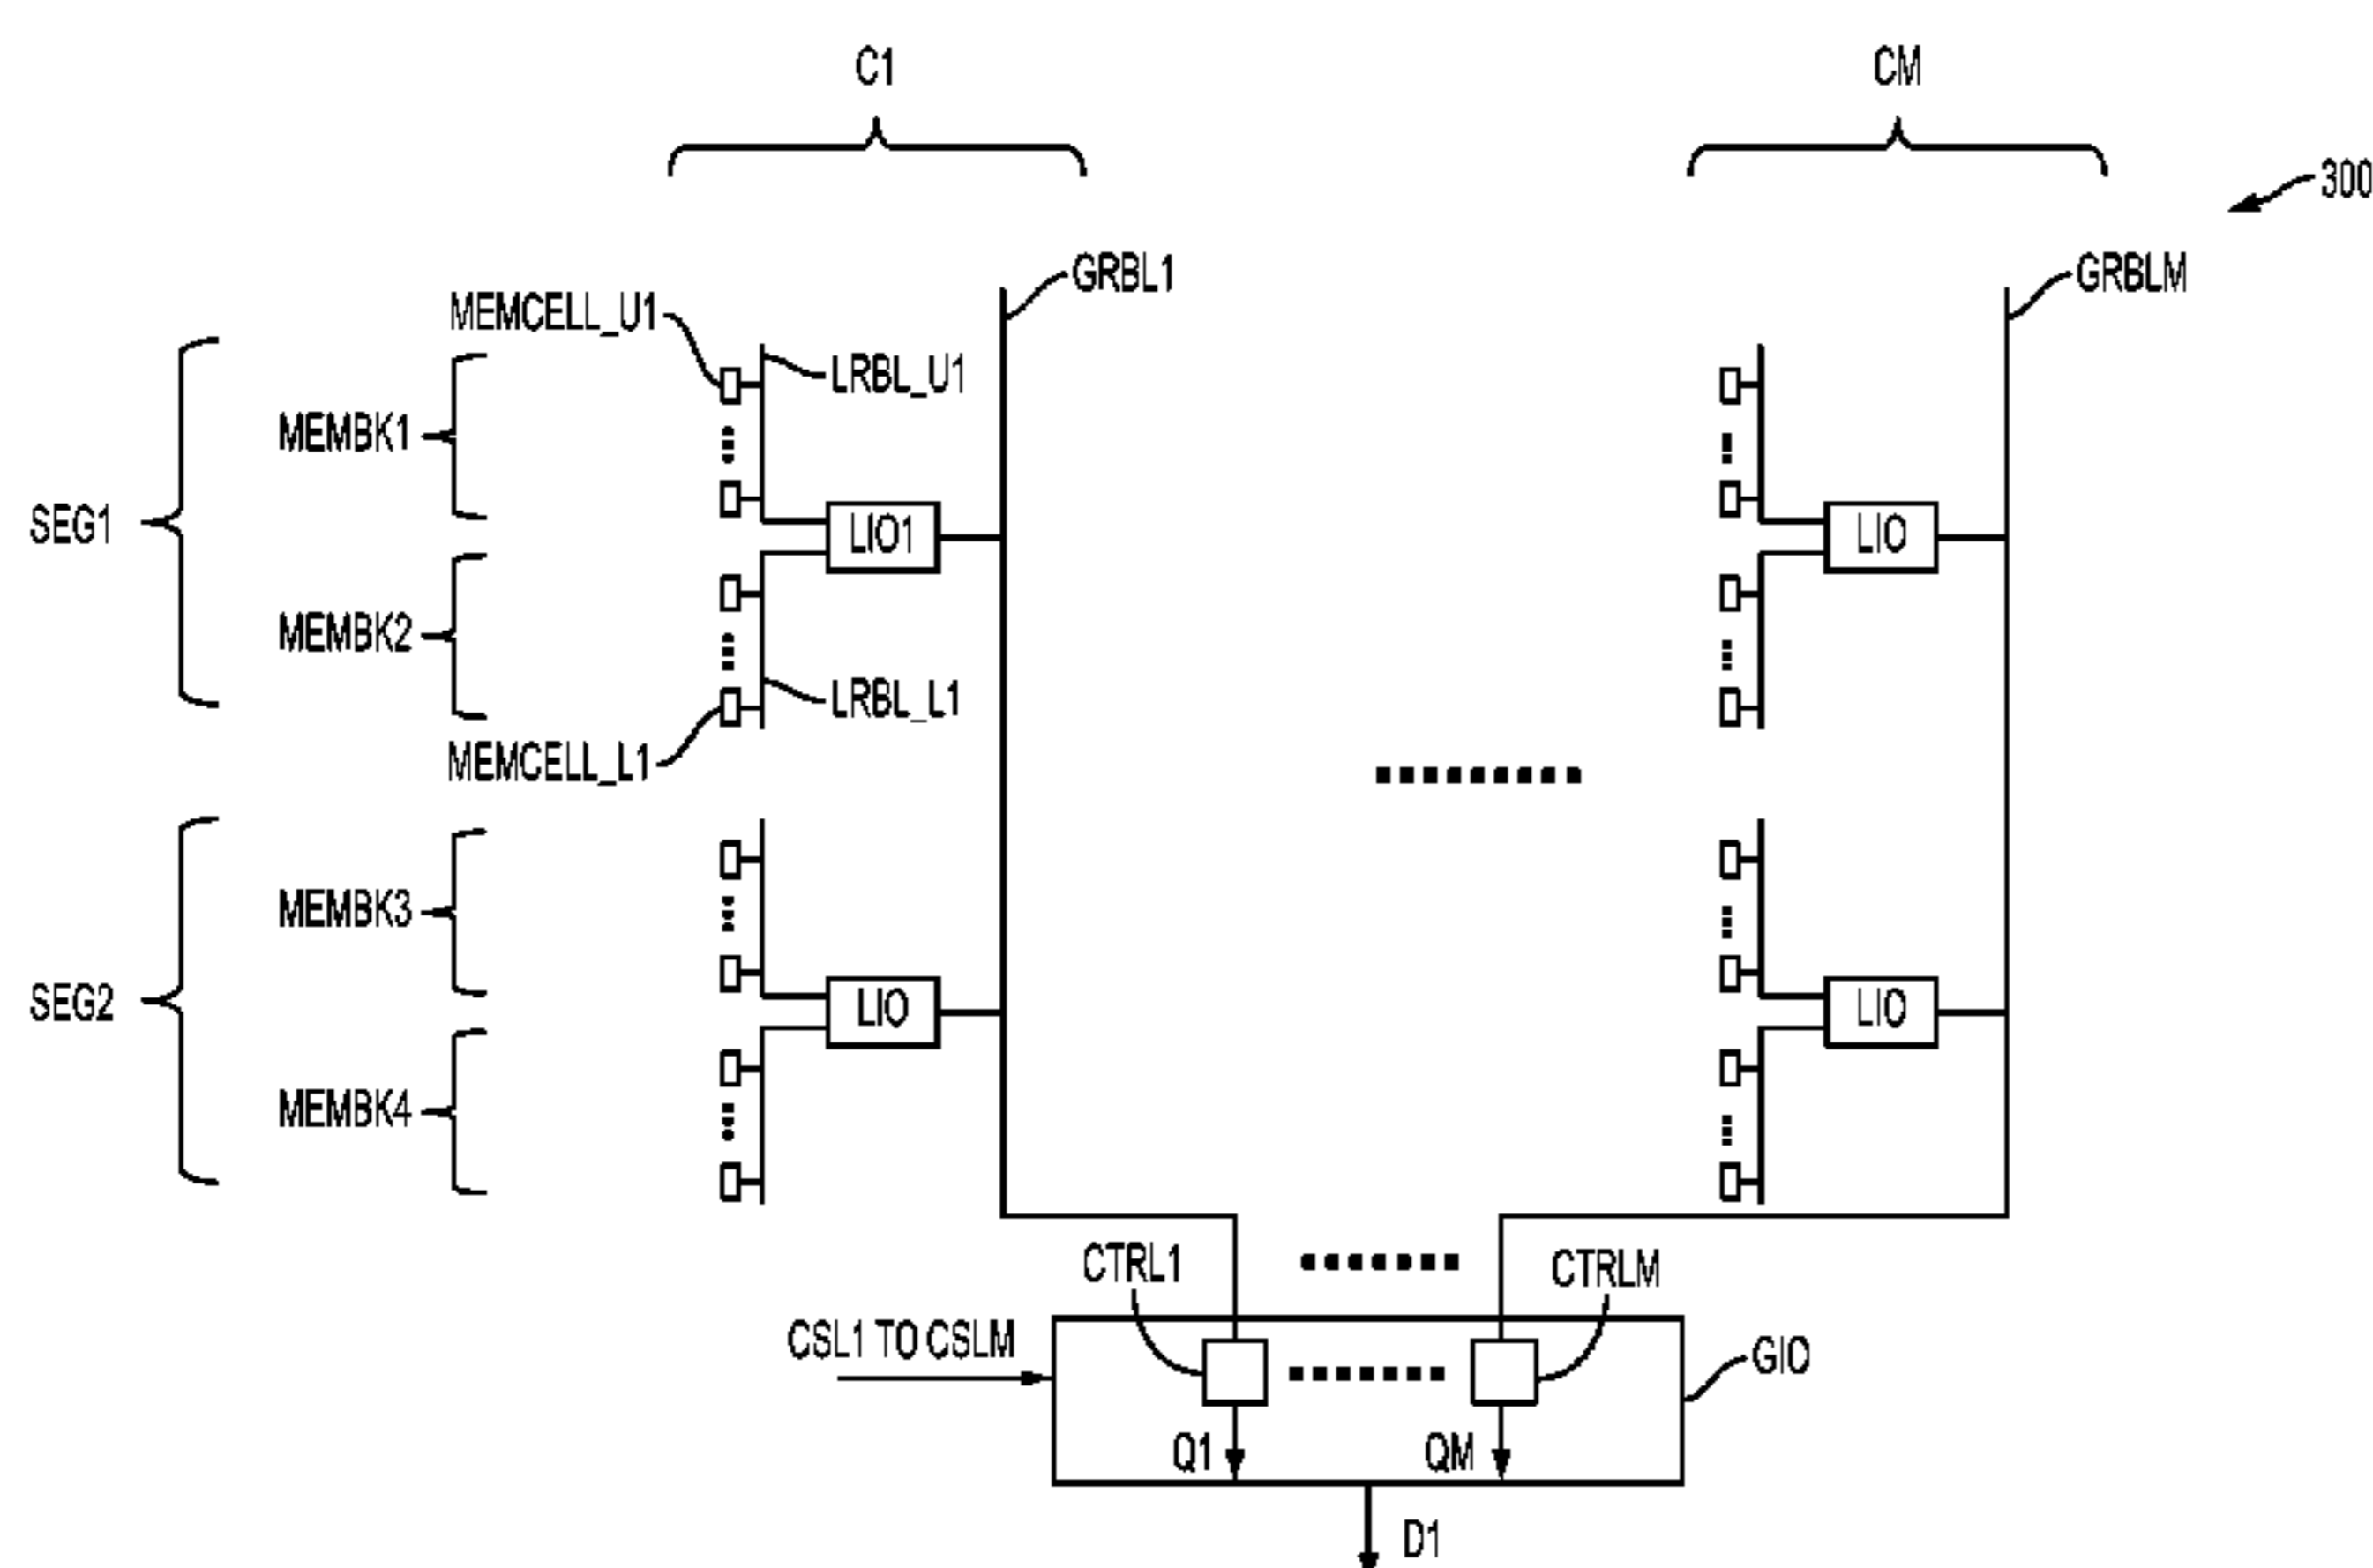 C1
CM
300
GRBL1
GRBLM
MEMCELL_U1
LRBL_U1
MEMBK1
SEG1
LIO1
LIO
MEMBK2
LRBL_L1
MEMCELL_L1
MEMBK3
SEG2
LIO
LIO
MEMBK4
CTRL1
CTRLM
CSL1 TO CSLM
GIO
Q1
QM
D1